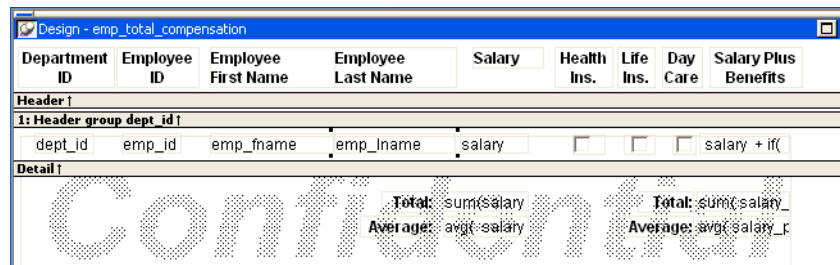 Design - emp_total_compensation
Department ID Employee ID Employee First Name Employee Last Name Salary Health Ins. Life Ins. Day Care Salary Plus Benefits
Header ↑
1: Header group dept_id ↑
dept_id emp_id emp_fname emp_lname salary salary + if(
Detail ↑
Confidential
Total: sum(salary Total: sum( salary_
Average: avg( salary Average: avg( salary_p